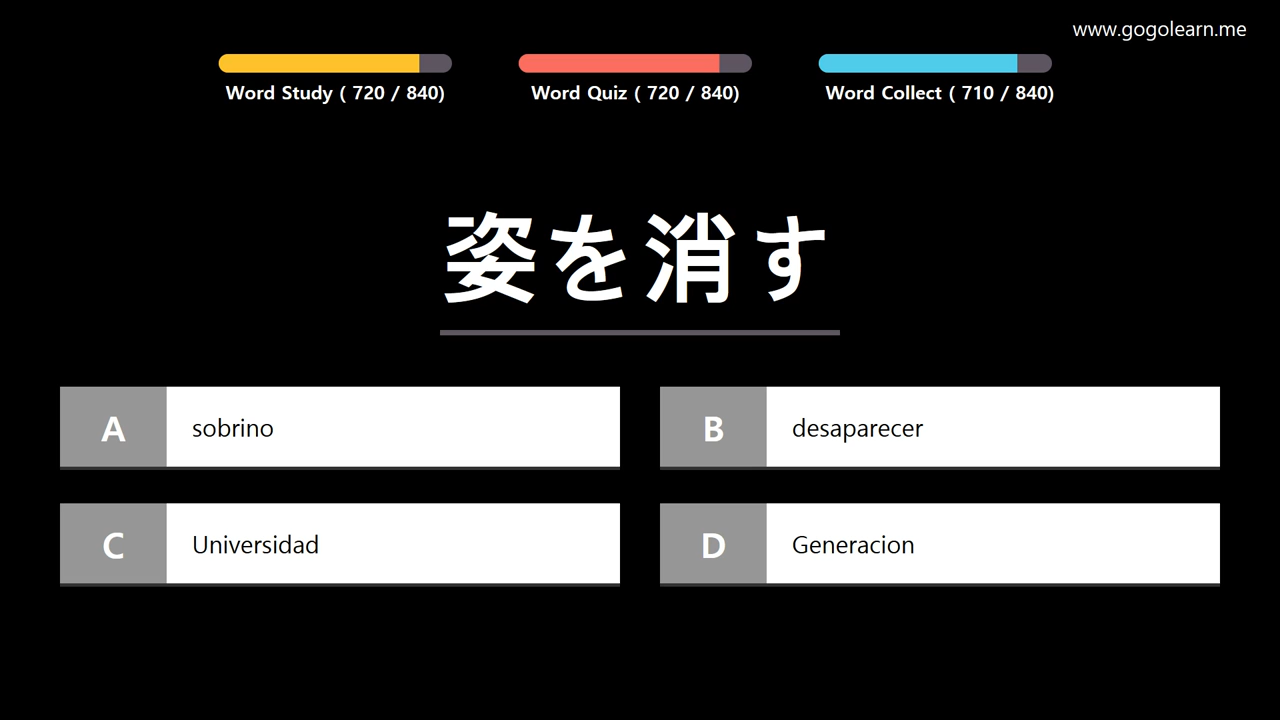 www.gogolearn.me
Word Study ( 720 / 840)
Word Quiz ( 720 / 840)
Word Collect ( 710 / 840)
姿を消す
A sobrino
B desaparecer
C Universidad
D Generacion